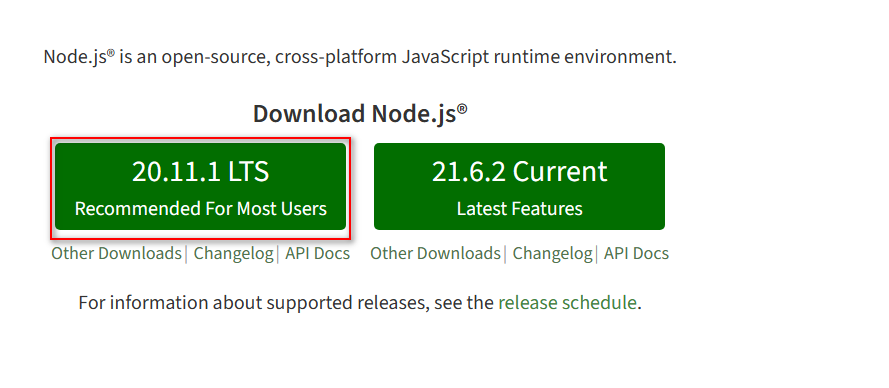 Node.js® is an open-source, cross-platform JavaScript runtime environment.
Download Node.js®
20.11.1 LTS
Recommended For Most Users
21.6.2 Current
Latest Features
Other Downloads| Changelog| API Docs
Other Downloads| Changelog| API Docs
For information about supported releases, see the release schedule.